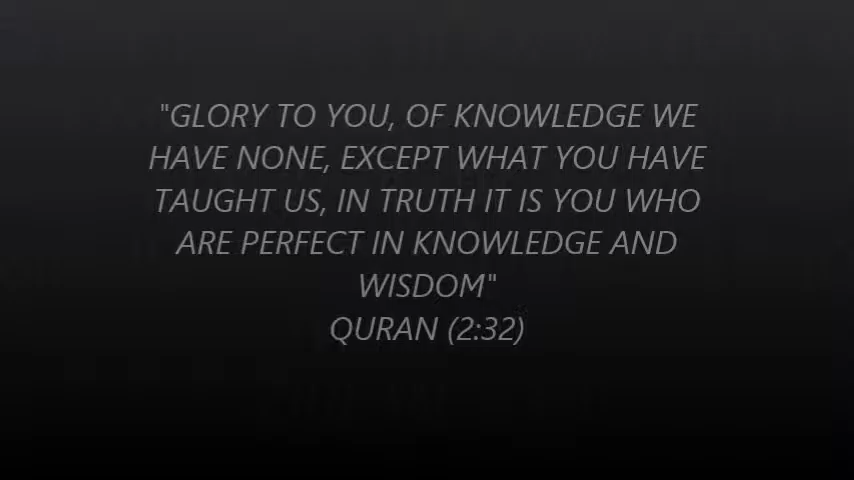 "GLORY TO YOU, OF KNOWLEDGE WE
HAVE NONE, EXCEPT WHAT YOU HAVE
TAUGHT US, IN TRUTH IT IS YOU WHO
ARE PERFECT IN KNOWLEDGE AND
WISDOM"
QURAN (2:32)